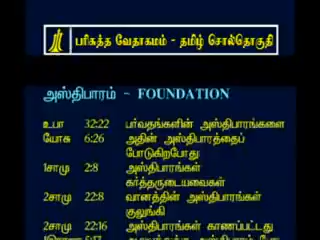 பரிசுத்த வேதாகமம் - தமிழ் சொல்தொகுதி
அஸ்திபாரம் - FOUNDATION
உபா 32:22 பர்வதங்களின் அஸ்திபாரங்களை
யோசு 6:26 அதின் அஸ்திபாரத்தைப்
போடுகிறபோது
1சாமு 2:8 அஸ்திபாரங்கள்
கர்த்தருடையவைகள்
2சாமு 22:8 வானத்தின் அஸ்திபாரங்கள்
குலுங்கி
2சாமு 22:16 அஸ்திபாரங்கள் காணப்பட்டது